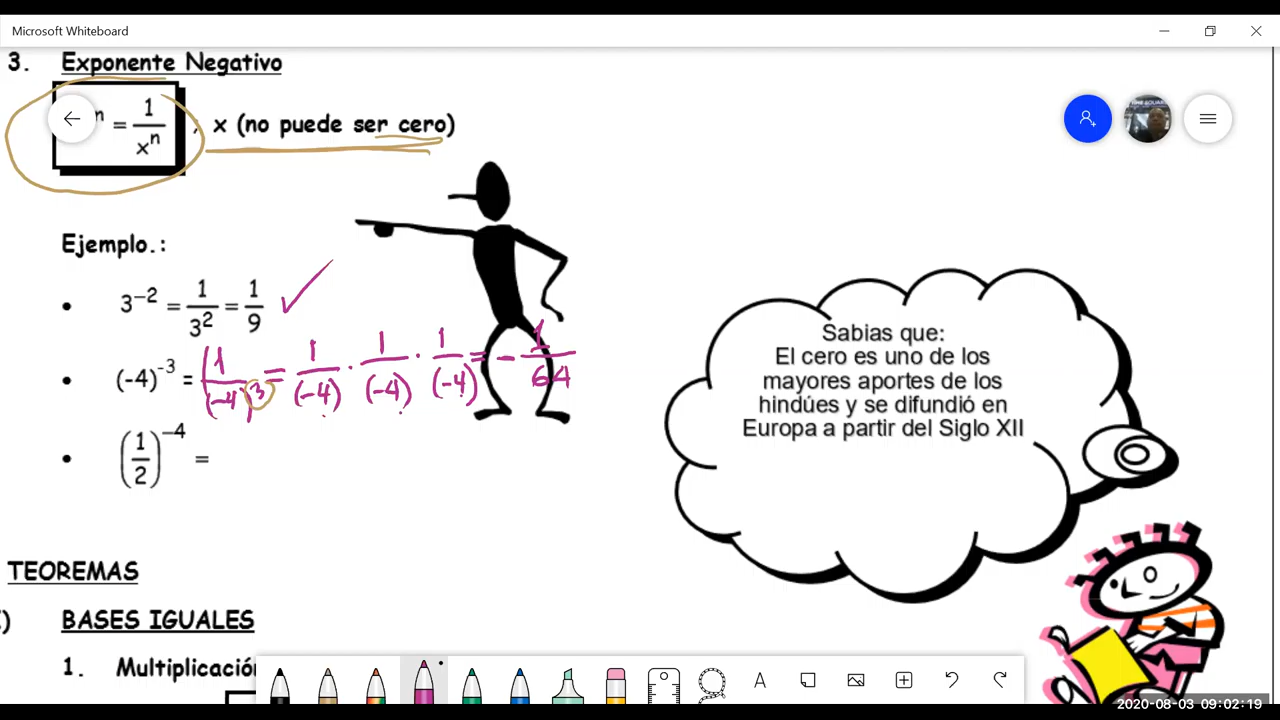 Microsoft Whiteboard
3. Exponente Negativo
n = 1/xⁿ ; x (no puede ser cero)
Ejemplo.:
• 3⁻² = 1/3² = 1/9 ✓
• (-4)⁻³ = 1/(-4)³ = 1/(-4) · 1/(-4) · 1/(-4) = - 1/64
• (1/2)⁻⁴ =
Sabias que:
El cero es uno de los
mayores aportes de los
hindúes y se difundió en
Europa a partir del Siglo XII
TEOREMAS
) BASES IGUALES
1. Multiplicación
A
2020-08-03 09:02:19